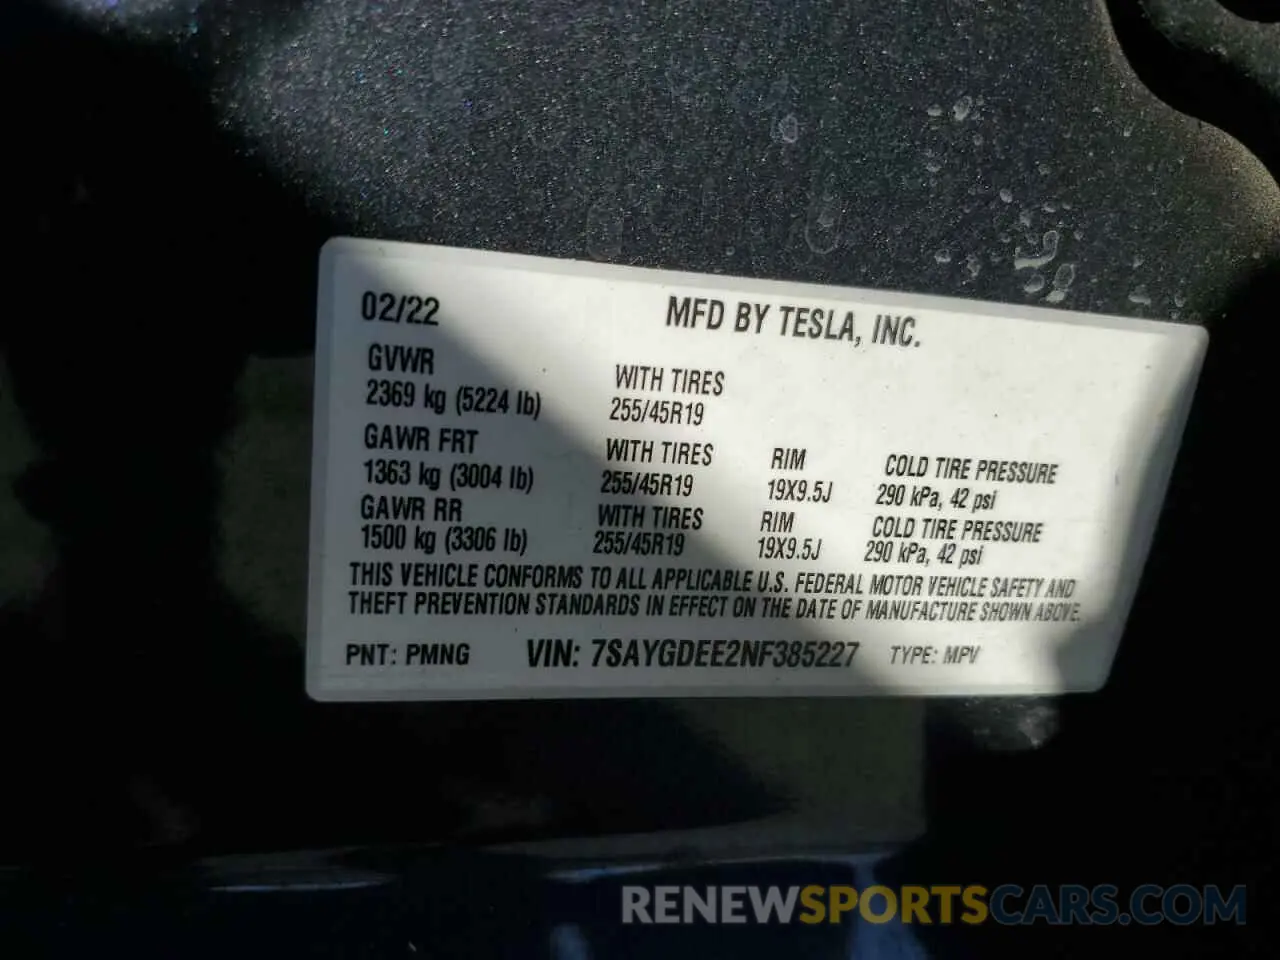 02/22 MFD BY TESLA, INC.
GVWR
2369 kg (5224 lb) WITH TIRES 255/45R19
GAWR FRT WITH TIRES RIM COLD TIRE PRESSURE
1363 kg (3004 lb) 255/45R19 19X9.5J 290 kPa, 42 psi
GAWR RR WITH TIRES RIM COLD TIRE PRESSURE
1500 kg (3306 lb) 255/45R19 19X9.5J 290 kPa, 42 psi
THIS VEHICLE CONFORMS TO ALL APPLICABLE U.S. FEDERAL MOTOR VEHICLE SAFETY AND
THEFT PREVENTION STANDARDS IN EFFECT ON THE DATE OF MANUFACTURE SHOWN ABOVE.
PNT: PMNG VIN: 7SAYGDEE2NF385227 TYPE: MPV
RENEWSPORTSCARS.COM